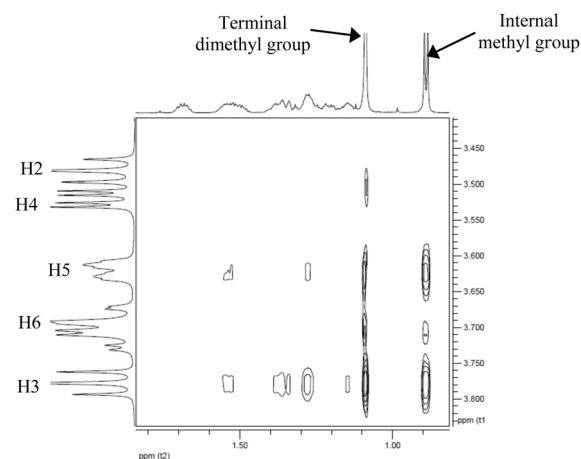 Terminal
dimethyl group
Internal
methyl group
H2
H4
H5
H6
H3
3.450
3.500
3.550
3.600
3.650
3.700
3.750
3.800
ppm (t1
1.50
1.00
ppm (t2)